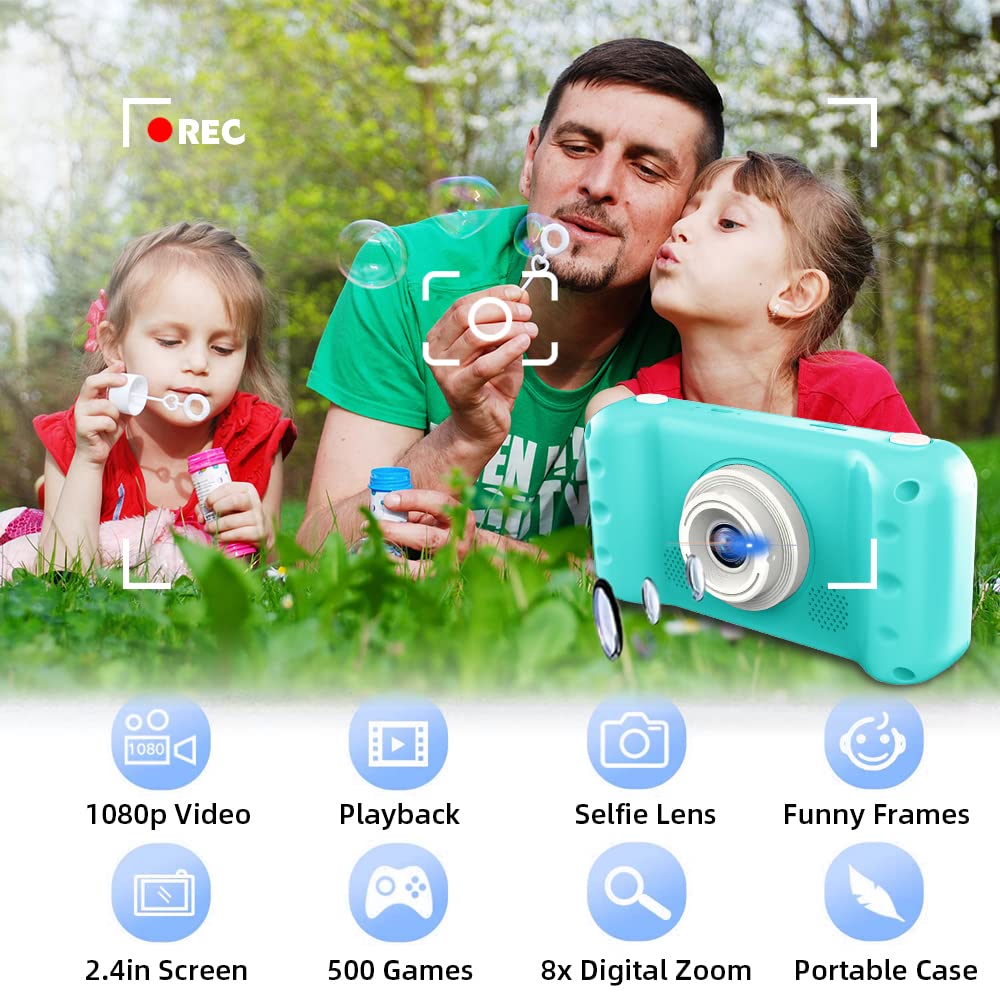 REC
1080
1080p Video
Playback
Selfie Lens
Funny Frames
2.4in Screen
500 Games
8x Digital Zoom
Portable Case